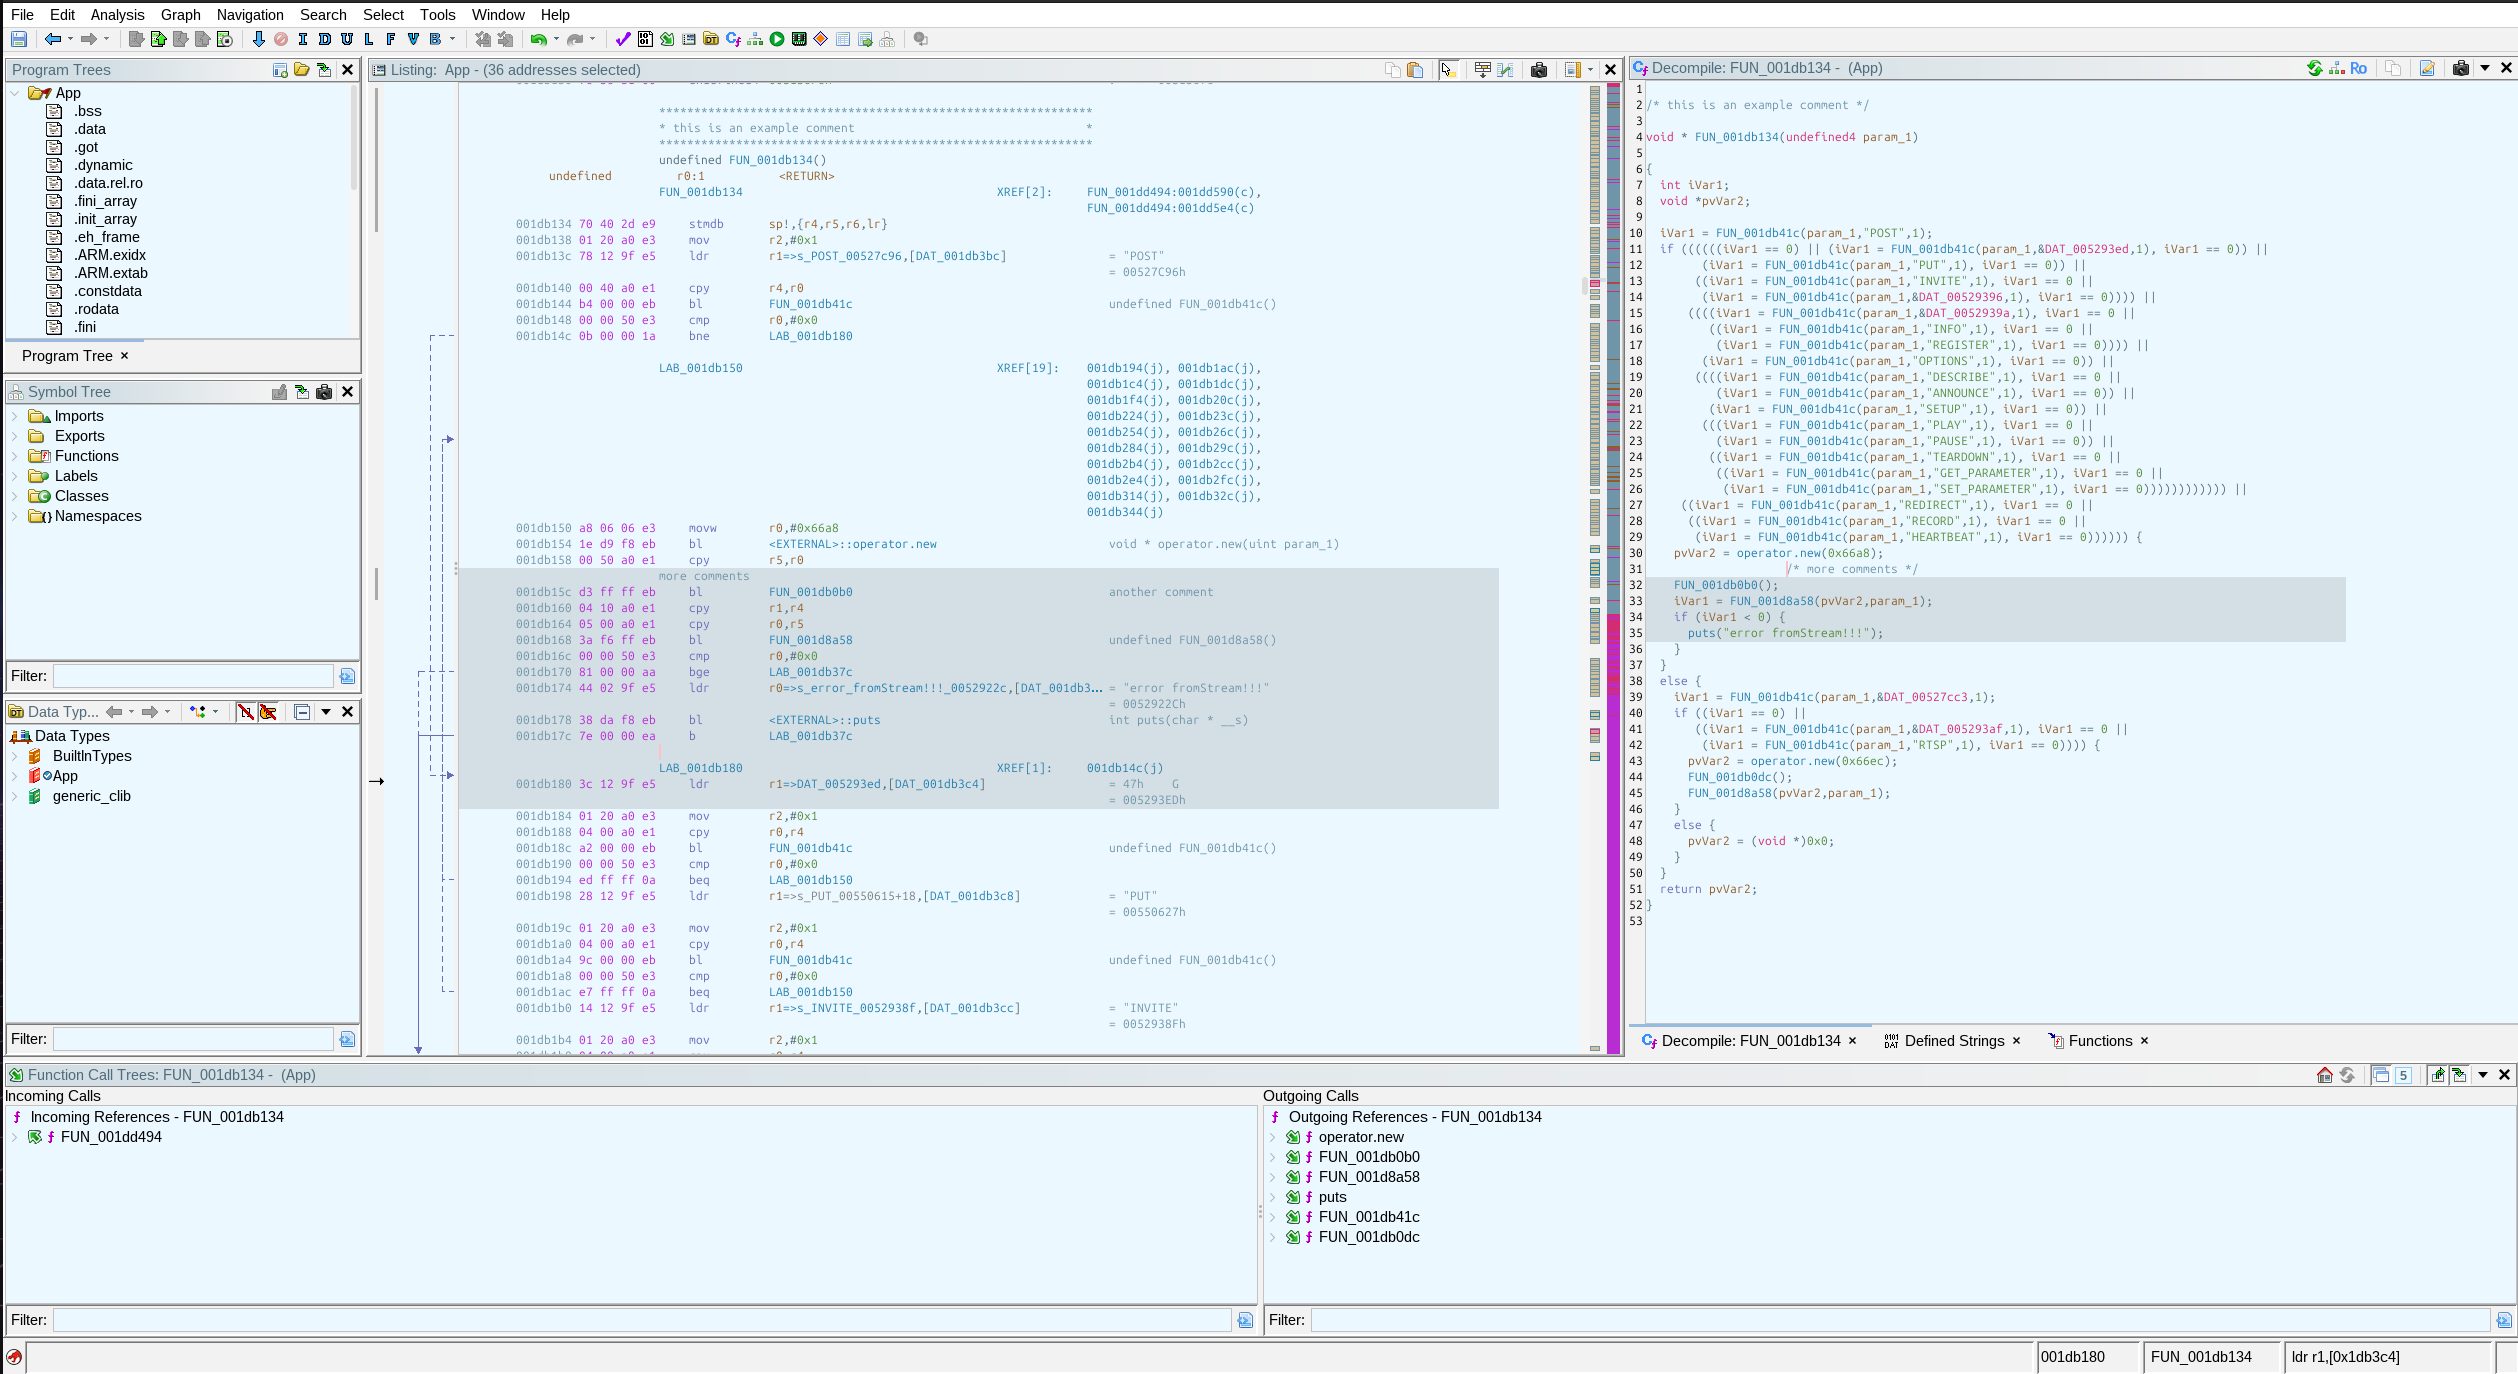 File Edit Analysis Graph Navigation Search Select Tools Window Help
I D U L F V B
Program Trees
App
.bss
.data
.got
.dynamic
.data.rel.ro
.fini_array
.init_array
.eh_frame
.ARM.exidx
.ARM.extab
.constdata
.rodata
.fini
Program Tree ×
Symbol Tree
Imports
Exports
Functions
Labels
Classes
Namespaces
Filter:
Data Typ...
Data Types
BuiltInTypes
App
generic_clib
Filter:
Listing: App - (36 addresses selected)
**************************************************************
* this is an example comment *
**************************************************************
undefined FUN_001db134()
undefined r0:1 <RETURN>
FUN_001db134 XREF[2]: FUN_001dd494:001dd590(c),
FUN_001dd494:001dd5e4(c)
001db134 70 40 2d e9 stmdb sp!,{r4,r5,r6,lr}
001db138 01 20 a0 e3 mov r2,#0x1
001db13c 78 12 9f e5 ldr r1=>s_POST_00527c96,[DAT_001db3bc] = "POST"
= 00527C96h
001db140 00 40 a0 e1 cpy r4,r0
001db144 b4 00 00 eb bl FUN_001db41c undefined FUN_001db41c()
001db148 00 00 50 e3 cmp r0,#0x0
001db14c 0b 00 00 1a bne LAB_001db180
LAB_001db150 XREF[19]: 001db194(j), 001db1ac(j),
001db1c4(j), 001db1dc(j),
001db1f4(j), 001db20c(j),
001db224(j), 001db23c(j),
001db254(j), 001db26c(j),
001db284(j), 001db29c(j),
001db2b4(j), 001db2cc(j),
001db2e4(j), 001db2fc(j),
001db314(j), 001db32c(j),
001db344(j)
001db150 a8 06 06 e3 movw r0,#0x66a8
001db154 1e d9 f8 eb bl <EXTERNAL>::operator.new void * operator.new(uint param_1)
001db158 00 50 a0 e1 cpy r5,r0
more comments
001db15c d3 ff ff eb bl FUN_001db0b0 another comment
001db160 04 10 a0 e1 cpy r1,r4
001db164 05 00 a0 e1 cpy r0,r5
001db168 3a f6 ff eb bl FUN_001d8a58 undefined FUN_001d8a58()
001db16c 00 00 50 e3 cmp r0,#0x0
001db170 81 00 00 aa bge LAB_001db37c
001db174 44 02 9f e5 ldr r0=>s_error_fromStream!!!_0052922c,[DAT_001db3... = "error fromStream!!!"
= 0052922Ch
001db178 38 da f8 eb bl <EXTERNAL>::puts int puts(char * __s)
001db17c 7e 00 00 ea b LAB_001db37c
LAB_001db180 XREF[1]: 001db14c(j)
001db180 3c 12 9f e5 ldr r1=>DAT_005293ed,[DAT_001db3c4] = 47h G
= 005293EDh
001db184 01 20 a0 e3 mov r2,#0x1
001db188 04 00 a0 e1 cpy r0,r4
001db18c a2 00 00 eb bl FUN_001db41c undefined FUN_001db41c()
001db190 00 00 50 e3 cmp r0,#0x0
001db194 ed ff ff 0a beq LAB_001db150
001db198 28 12 9f e5 ldr r1=>s_PUT_00550615+18,[DAT_001db3c8] = "PUT"
= 00550627h
001db19c 01 20 a0 e3 mov r2,#0x1
001db1a0 04 00 a0 e1 cpy r0,r4
001db1a4 9c 00 00 eb bl FUN_001db41c undefined FUN_001db41c()
001db1a8 00 00 50 e3 cmp r0,#0x0
001db1ac e7 ff ff 0a beq LAB_001db150
001db1b0 14 12 9f e5 ldr r1=>s_INVITE_0052938f,[DAT_001db3cc] = "INVITE"
= 0052938Fh
001db1b4 01 20 a0 e3 mov r2,#0x1
Decompile: FUN_001db134 - (App)
Ro
1
2 /* this is an example comment */
3
4 void * FUN_001db134(undefined4 param_1)
5
6 {
7 int iVar1;
8 void *pvVar2;
9
10 iVar1 = FUN_001db41c(param_1,"POST",1);
11 if ((((((iVar1 == 0) || (iVar1 = FUN_001db41c(param_1,&DAT_005293ed,1), iVar1 == 0)) ||
12 (iVar1 = FUN_001db41c(param_1,"PUT",1), iVar1 == 0)) ||
13 ((iVar1 = FUN_001db41c(param_1,"INVITE",1), iVar1 == 0 ||
14 (iVar1 = FUN_001db41c(param_1,&DAT_00529396,1), iVar1 == 0)))) ||
15 ((((iVar1 = FUN_001db41c(param_1,&DAT_0052939a,1), iVar1 == 0 ||
16 ((iVar1 = FUN_001db41c(param_1,"INFO",1), iVar1 == 0 ||
17 (iVar1 = FUN_001db41c(param_1,"REGISTER",1), iVar1 == 0)))) ||
18 (iVar1 = FUN_001db41c(param_1,"OPTIONS",1), iVar1 == 0)) ||
19 ((((iVar1 = FUN_001db41c(param_1,"DESCRIBE",1), iVar1 == 0 ||
20 (iVar1 = FUN_001db41c(param_1,"ANNOUNCE",1), iVar1 == 0)) ||
21 (iVar1 = FUN_001db41c(param_1,"SETUP",1), iVar1 == 0)) ||
22 (((iVar1 = FUN_001db41c(param_1,"PLAY",1), iVar1 == 0 ||
23 (iVar1 = FUN_001db41c(param_1,"PAUSE",1), iVar1 == 0)) ||
24 ((iVar1 = FUN_001db41c(param_1,"TEARDOWN",1), iVar1 == 0 ||
25 ((iVar1 = FUN_001db41c(param_1,"GET_PARAMETER",1), iVar1 == 0 ||
26 (iVar1 = FUN_001db41c(param_1,"SET_PARAMETER",1), iVar1 == 0)))))))))))) ||
27 ((iVar1 = FUN_001db41c(param_1,"REDIRECT",1), iVar1 == 0 ||
28 ((iVar1 = FUN_001db41c(param_1,"RECORD",1), iVar1 == 0 ||
29 (iVar1 = FUN_001db41c(param_1,"HEARTBEAT",1), iVar1 == 0)))))) {
30 pvVar2 = operator.new(0x66a8);
31 /* more comments */
32 FUN_001db0b0();
33 iVar1 = FUN_001d8a58(pvVar2,param_1);
34 if (iVar1 < 0) {
35 puts("error fromStream!!!");
36 }
37 }
38 else {
39 iVar1 = FUN_001db41c(param_1,&DAT_00527cc3,1);
40 if ((iVar1 == 0) ||
41 ((iVar1 = FUN_001db41c(param_1,&DAT_005293af,1), iVar1 == 0 ||
42 (iVar1 = FUN_001db41c(param_1,"RTSP",1), iVar1 == 0)))) {
43 pvVar2 = operator.new(0x66ec);
44 FUN_001db0dc();
45 FUN_001d8a58(pvVar2,param_1);
46 }
47 else {
48 pvVar2 = (void *)0x0;
49 }
50 }
51 return pvVar2;
52 }
53
Decompile: FUN_001db134 × Defined Strings × Functions ×
Function Call Trees: FUN_001db134 - (App)
5
Incoming Calls
Incoming References - FUN_001db134
FUN_001dd494
Filter:
Outgoing Calls
Outgoing References - FUN_001db134
operator.new
FUN_001db0b0
FUN_001d8a58
puts
FUN_001db41c
FUN_001db0dc
Filter:
001db180 FUN_001db134 ldr r1,[0x1db3c4]